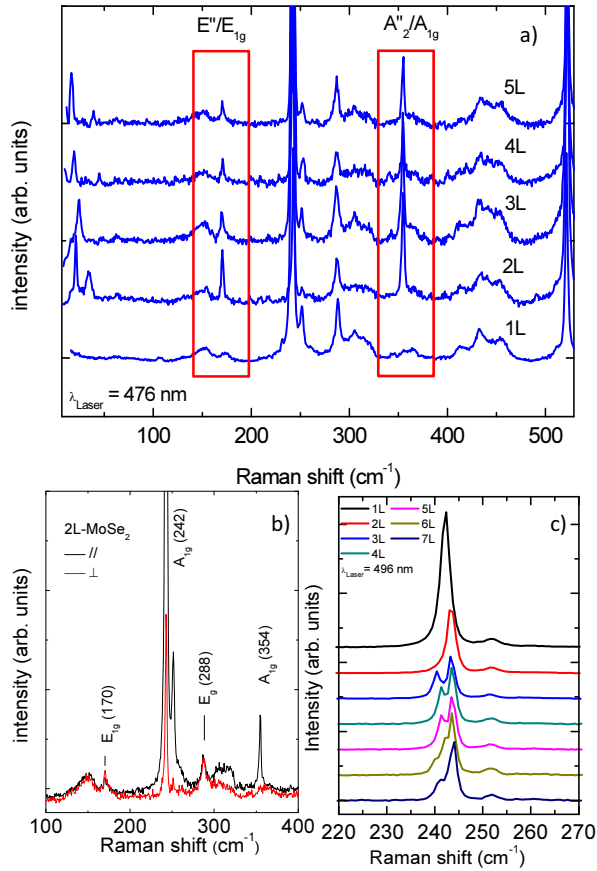 E"/E1g
A"2/A1g
a)
5L
4L
3L
2L
1L
λLaser = 476 nm
intensity (arb. units)
100 200 300 400 500
Raman shift (cm-1)
b)
2L-MoSe2
//
⊥
E1g (170)
A1g (242)
Eg (288)
A1g (354)
intensity (arb. units)
100 200 300 400
Raman shift (cm-1)
c)
1L 5L
2L 6L
3L 7L
4L
λLaser = 496 nm
Intensity (arb. units)
220 230 240 250 260 270
Raman shift (cm-1)